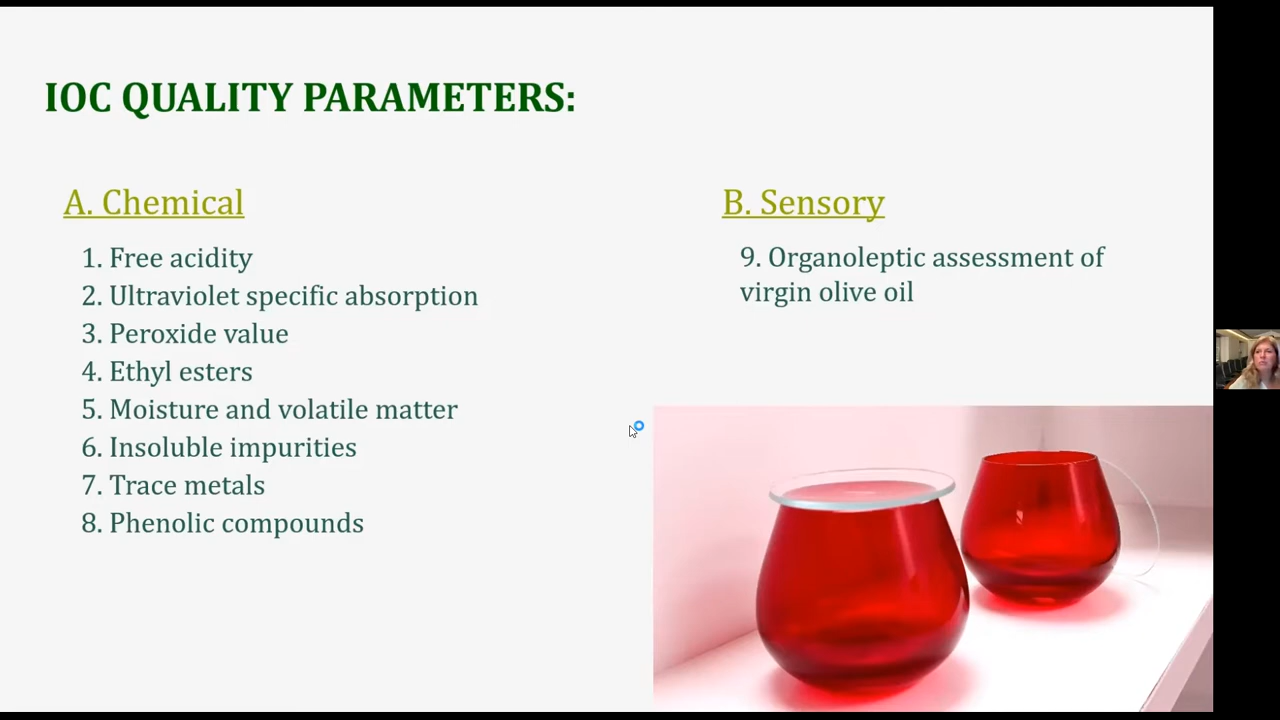 IOC QUALITY PARAMETERS:
A. Chemical
1. Free acidity
2. Ultraviolet specific absorption
3. Peroxide value
4. Ethyl esters
5. Moisture and volatile matter
6. Insoluble impurities
7. Trace metals
8. Phenolic compounds
B. Sensory
9. Organoleptic assessment of
virgin olive oil